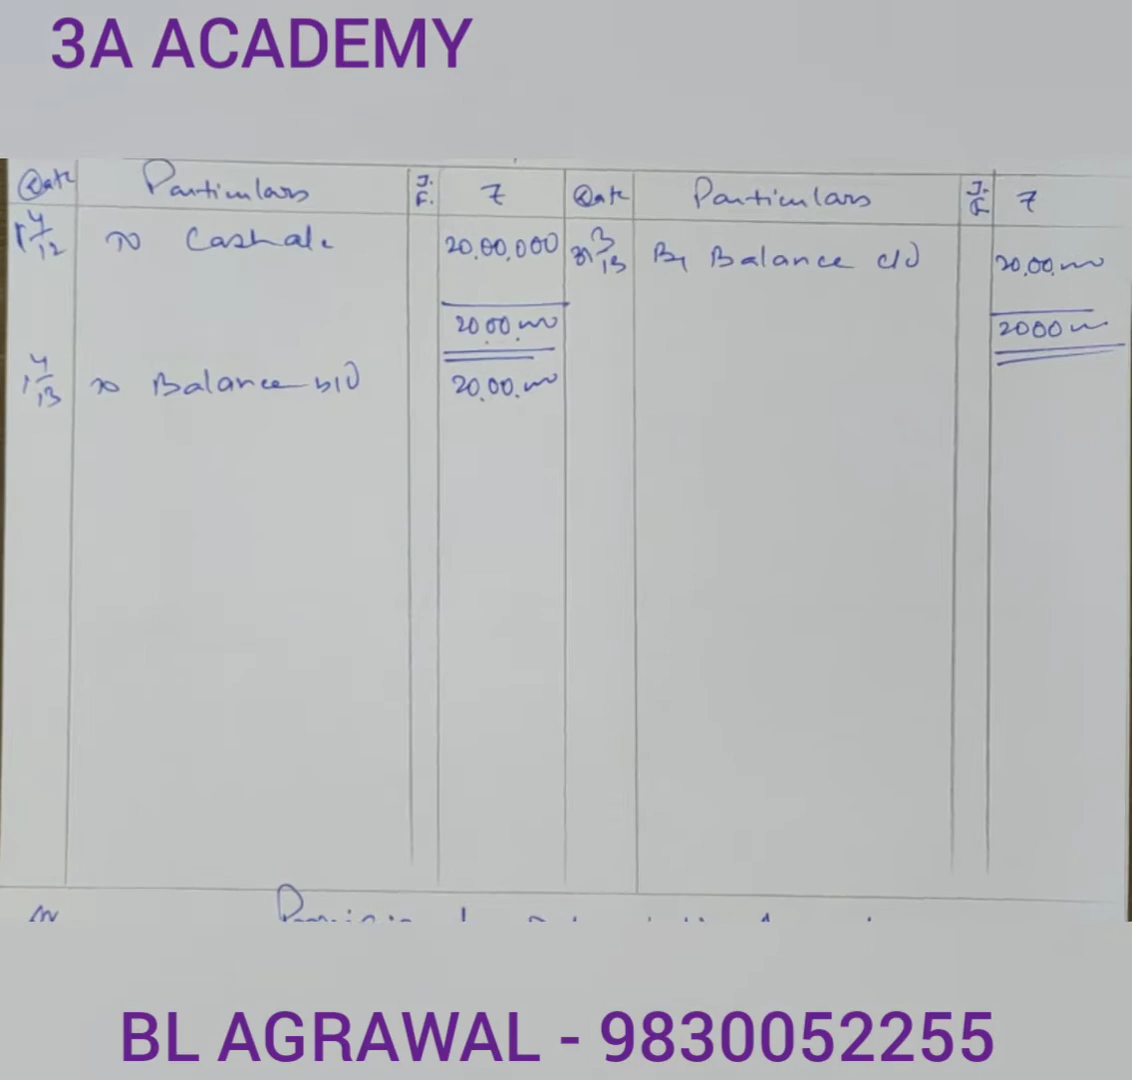 3A ACADEMY
Date Particulars J.F. ₹ Date Particulars J.F. ₹
1/4/12 To Cash a/c 20,00,000 31/3/13 By Balance c/d 20,00,000
20,00,000 20,00,000
1/4/13 To Balance b/d 20,00,000
BL AGRAWAL - 9830052255